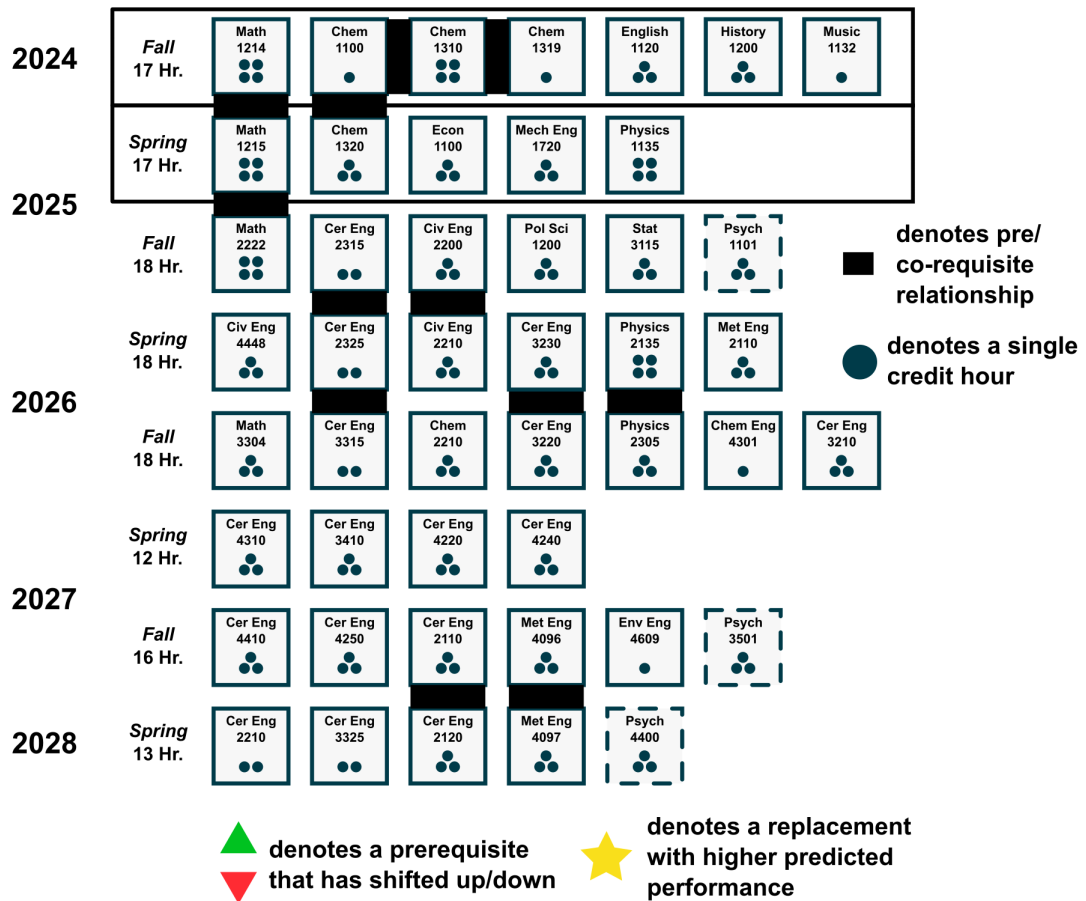 2024
Fall
17 Hr.
Math
1214
Chem
1100
Chem
1310
Chem
1319
English
1120
History
1200
Music
1132
Spring
17 Hr.
Math
1215
Chem
1320
Econ
1100
Mech Eng
1720
Physics
1135
2025
Fall
18 Hr.
Math
2222
Cer Eng
2315
Civ Eng
2200
Pol Sci
1200
Stat
3115
Psych
1101
denotes pre/
co-requisite
relationship
Spring
18 Hr.
Civ Eng
4448
Cer Eng
2325
Civ Eng
2210
Cer Eng
3230
Physics
2135
Met Eng
2110
denotes a single
credit hour
2026
Fall
18 Hr.
Math
3304
Cer Eng
3315
Chem
2210
Cer Eng
3220
Physics
2305
Chem Eng
4301
Cer Eng
3210
Spring
12 Hr.
Cer Eng
4310
Cer Eng
3410
Cer Eng
4220
Cer Eng
4240
2027
Fall
16 Hr.
Cer Eng
4410
Cer Eng
4250
Cer Eng
2110
Met Eng
4096
Env Eng
4609
Psych
3501
2028
Spring
13 Hr.
Cer Eng
2210
Cer Eng
3325
Cer Eng
2120
Met Eng
4097
Psych
4400
denotes a prerequisite
that has shifted up/down
denotes a replacement
with higher predicted
performance